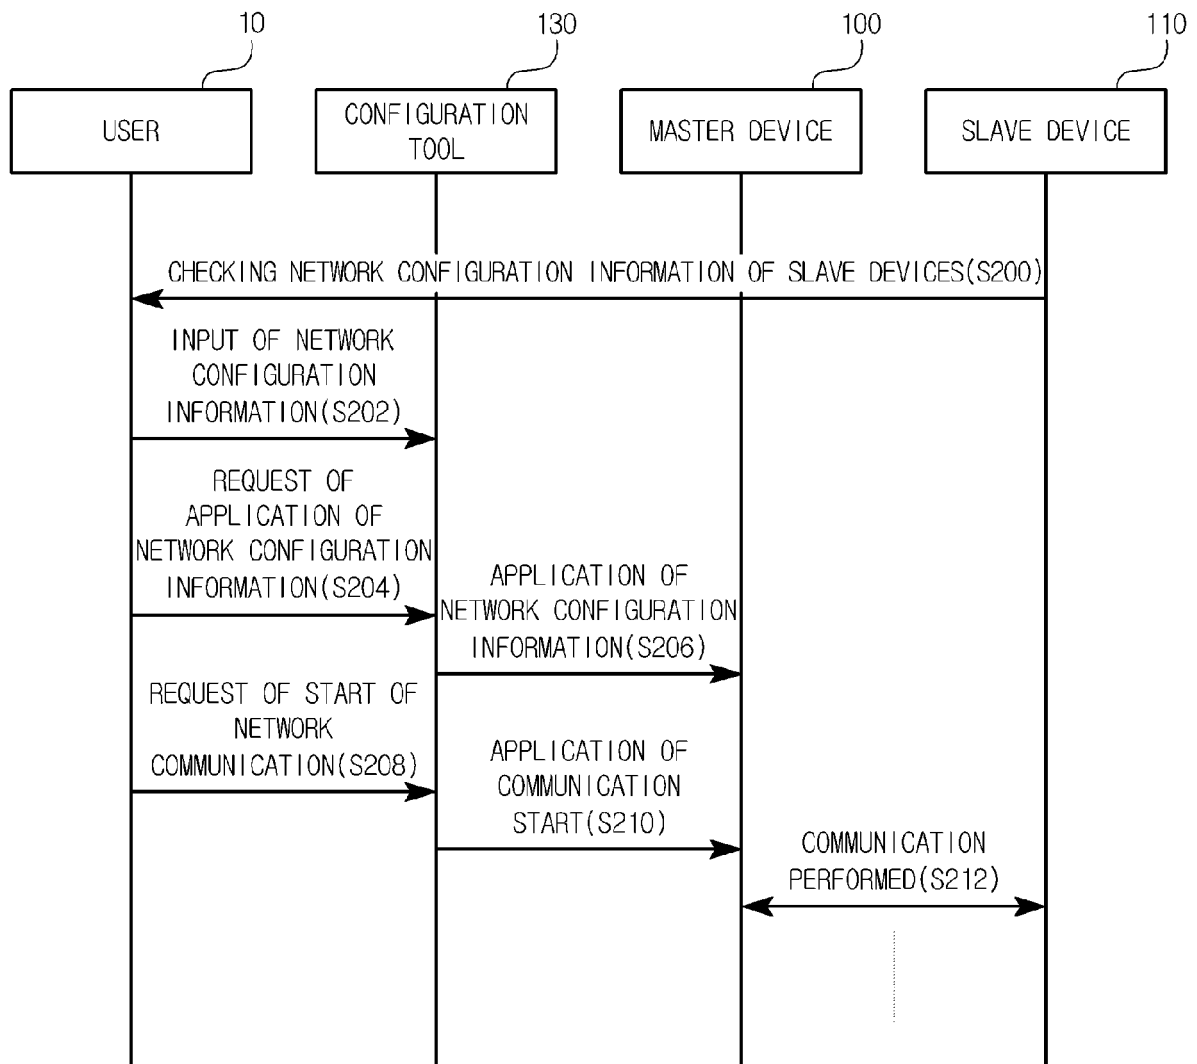 10
130
100
110
USER
CONFIGURATION
TOOL
MASTER DEVICE
SLAVE DEVICE
CHECKING NETWORK CONFIGURATION INFORMATION OF SLAVE DEVICES(S200)
INPUT OF NETWORK
CONFIGURATION
INFORMATION(S202)
REQUEST OF
APPLICATION OF
NETWORK CONFIGURATION
INFORMATION(S204)
APPLICATION OF
NETWORK CONFIGURATION
INFORMATION(S206)
REQUEST OF START OF
NETWORK
COMMUNICATION(S208)
APPLICATION OF
COMMUNICATION
START(S210)
COMMUNICATION
PERFORMED(S212)